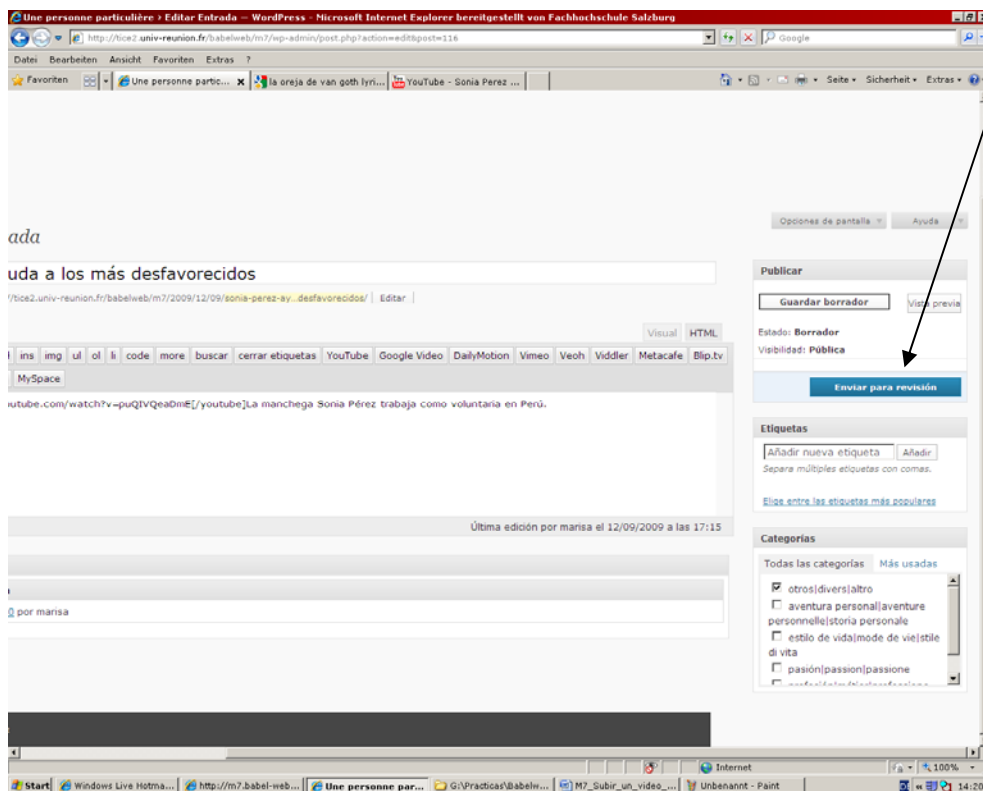 Une personne particulière › Editar Entrada — WordPress - Microsoft Internet Explorer bereitgestellt von Fachhochschule Salzburg
http://tice2.univ-reunion.fr/babelweb/m7/wp-admin/post.php?action=edit&post=116
Google
Datei Bearbeiten Ansicht Favoriten Extras ?
Favoriten
Une personne partic...
la oreja de van goth lyri...
YouTube - Sonia Perez ...
Seite
Sicherheit
Extras
Opciones de pantalla
Ayuda
ada
uda a los más desfavorecidos
//tice2.univ-reunion.fr/babelweb/m7/2009/12/09/sonia-perez-ay...desfavorecidos/ Editar
Visual HTML
ins img ul ol li code more buscar cerrar etiquetas YouTube Google Video DailyMotion Vimeo Veoh Viddler Metacafe Blip.tv
MySpace
outube.com/watch?v=puQIVQeaDmE[/youtube]La manchega Sonia Pérez trabaja como voluntaria en Perú.
Última edición por marisa el 12/09/2009 a las 17:15
0 por marisa
Publicar
Guardar borrador
Vista previa
Estado: Borrador
Visibilidad: Pública
Enviar para revisión
Etiquetas
Añadir nueva etiqueta
Añadir
Separa múltiples etiquetas con comas.
Elige entre las etiquetas más populares
Categorías
Todas las categorías Más usadas
otros|divers|altro
aventura personal|aventure
personnelle|storia personale
estilo de vida|mode de vie|stile
di vita
pasión|passion|passione
Internet
100%
Start
Windows Live Hotma...
http://m7.babel-web...
Une personne par...
G:\Practicas\Babelw...
M7_Subir_un_video_...
Unbenannt - Paint
14:20